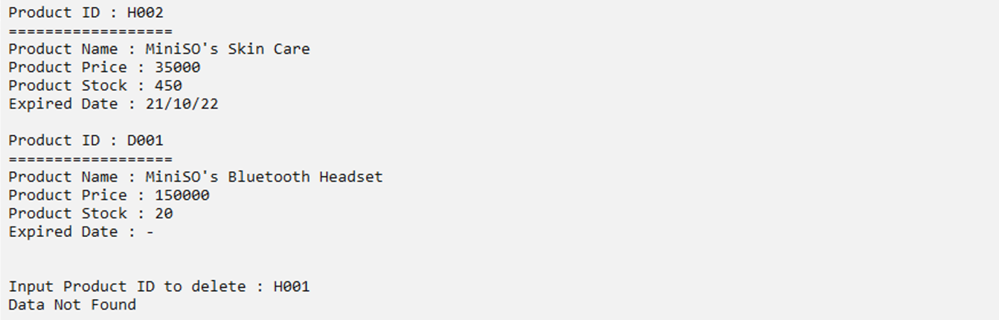 Product ID : H002
==================
Product Name : MiniSO's Skin Care
Product Price : 35000
Product Stock : 450
Expired Date : 21/10/22
Product ID : D001
==================
Product Name : MiniSO's Bluetooth Headset
Product Price : 150000
Product Stock : 20
Expired Date : -
Input Product ID to delete : H001
Data Not Found